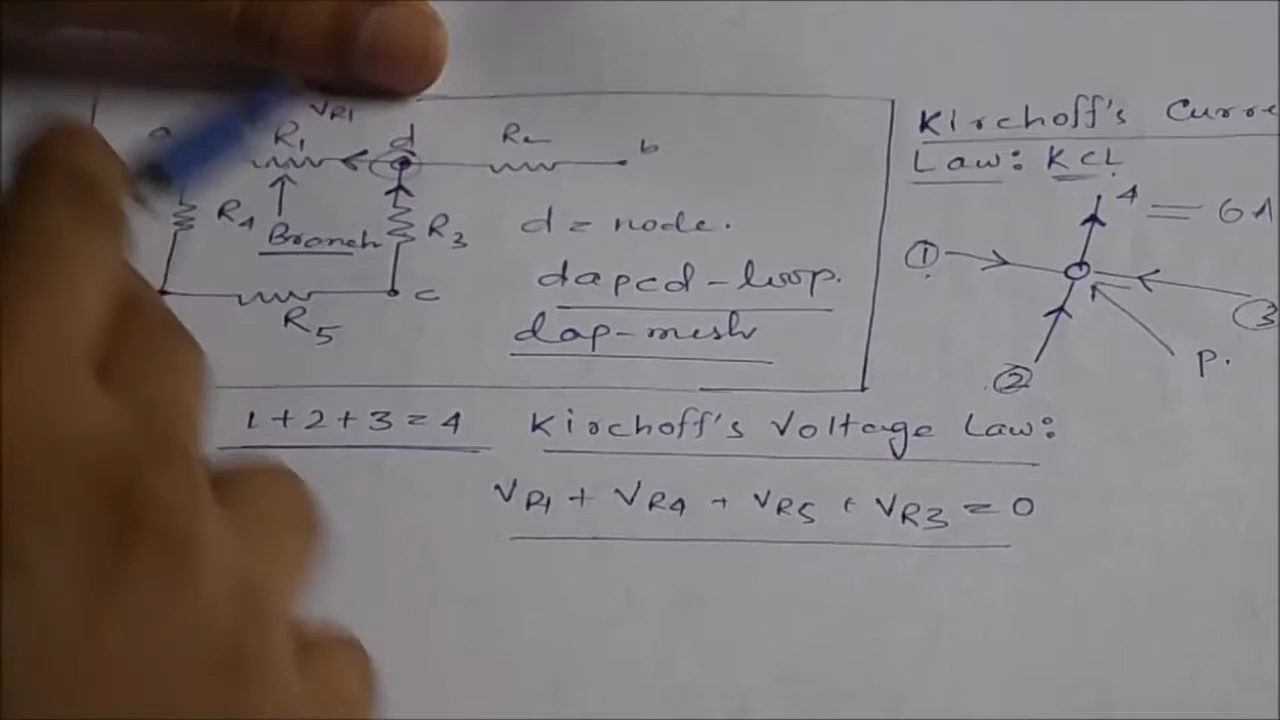 VR1
a R1 d R2 b
R4 Branch R3
c
R5
d = node.
dapcd - loop.
dap - mesh
Kirchoff's Curre
Law: KCL
4 = 6A
①
③
②
P.
1 + 2 + 3 = 4
Kirchoff's Voltage Law:
VR1 + VR4 + VR5 + VR3 = 0